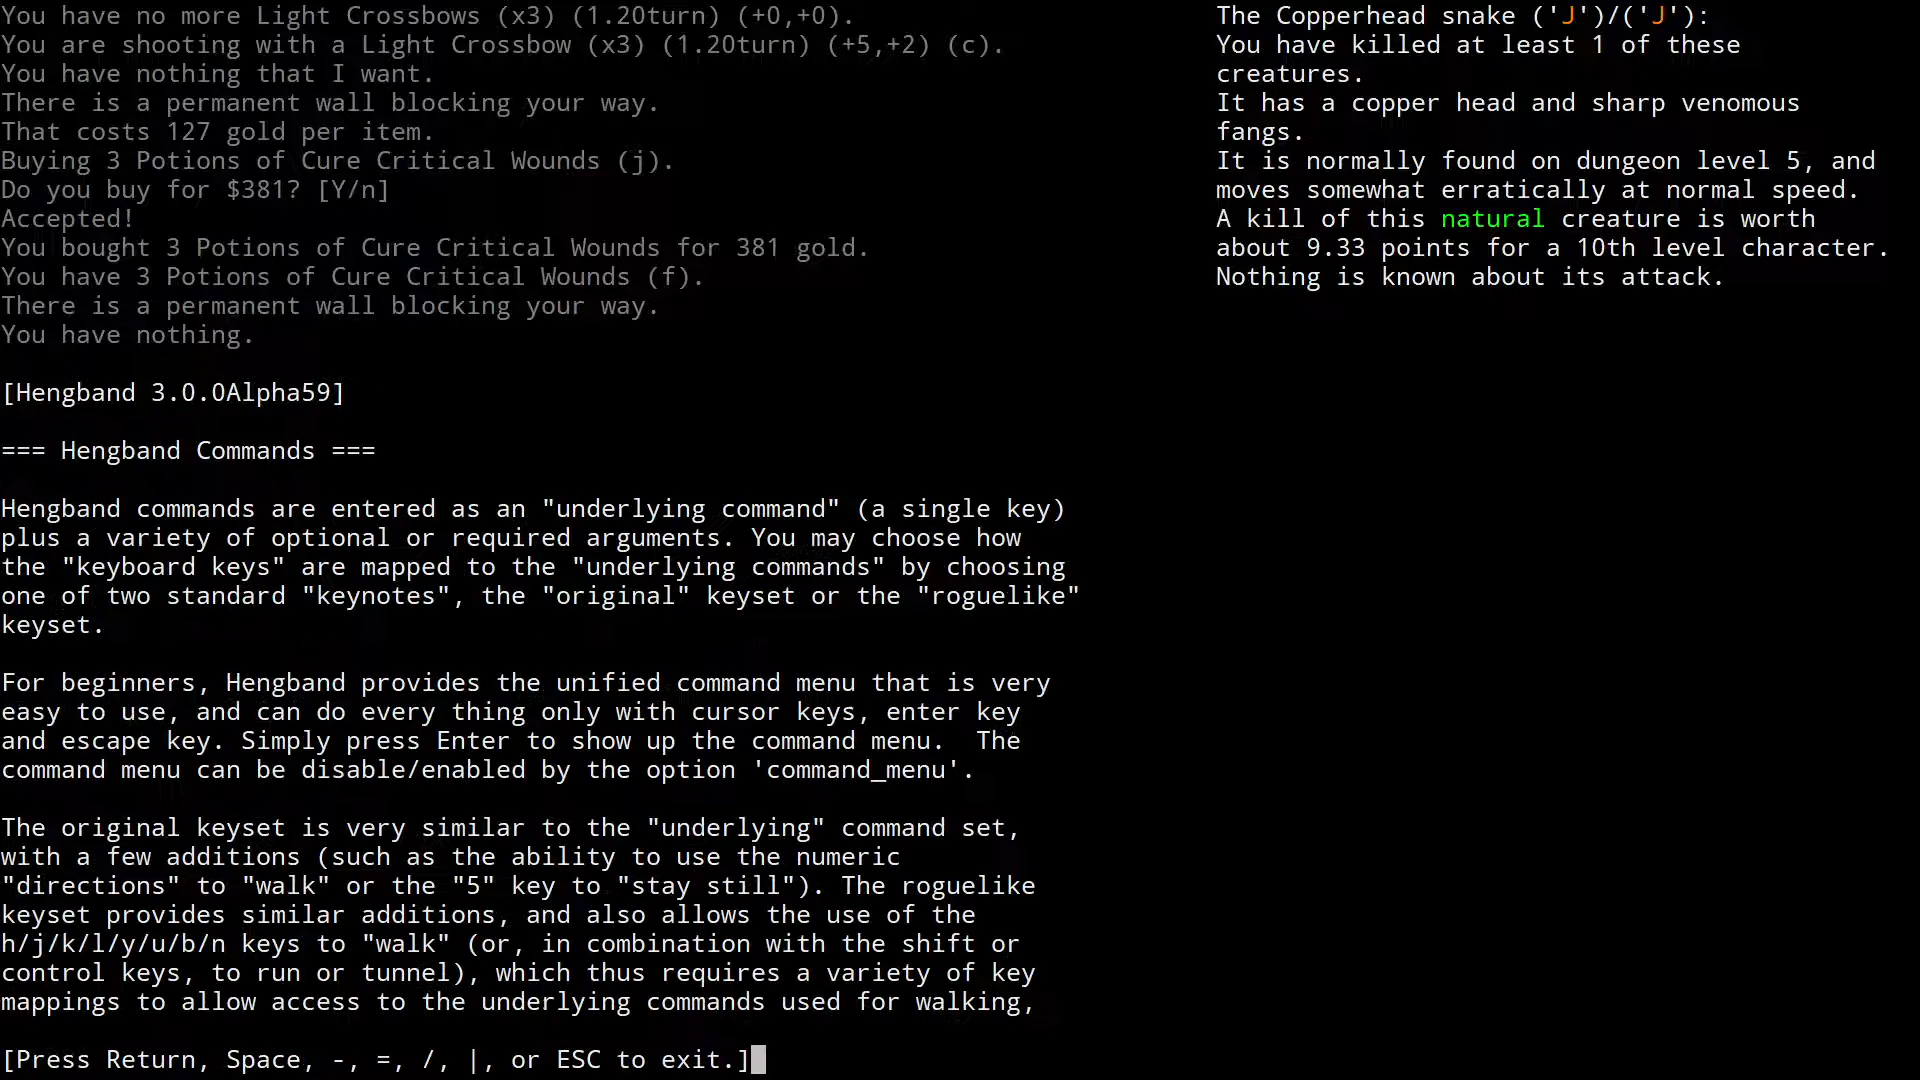 You have no more Light Crossbows (x3) (1.20turn) (+0,+0).
You are shooting with a Light Crossbow (x3) (1.20turn) (+5,+2) (c).
You have nothing that I want.
There is a permanent wall blocking your way.
That costs 127 gold per item.
Buying 3 Potions of Cure Critical Wounds (j).
Do you buy for $381? [Y/n]
Accepted!
You bought 3 Potions of Cure Critical Wounds for 381 gold.
You have 3 Potions of Cure Critical Wounds (f).
There is a permanent wall blocking your way.
You have nothing.
[Hengband 3.0.0Alpha59]
=== Hengband Commands ===
Hengband commands are entered as an "underlying command" (a single key)
plus a variety of optional or required arguments. You may choose how
the "keyboard keys" are mapped to the "underlying commands" by choosing
one of two standard "keynotes", the "original" keyset or the "roguelike"
keyset.
For beginners, Hengband provides the unified command menu that is very
easy to use, and can do every thing only with cursor keys, enter key
and escape key. Simply press Enter to show up the command menu.  The
command menu can be disable/enabled by the option 'command_menu'.
The original keyset is very similar to the "underlying" command set,
with a few additions (such as the ability to use the numeric
"directions" to "walk" or the "5" key to "stay still"). The roguelike
keyset provides similar additions, and also allows the use of the
h/j/k/l/y/u/b/n keys to "walk" (or, in combination with the shift or
control keys, to run or tunnel), which thus requires a variety of key
mappings to allow access to the underlying commands used for walking,
[Press Return, Space, -, =, /, |, or ESC to exit.]
The Copperhead snake ('J')/('J'):
You have killed at least 1 of these
creatures.
It has a copper head and sharp venomous
fangs.
It is normally found on dungeon level 5, and
moves somewhat erratically at normal speed.
A kill of this natural creature is worth
about 9.33 points for a 10th level character.
Nothing is known about its attack.